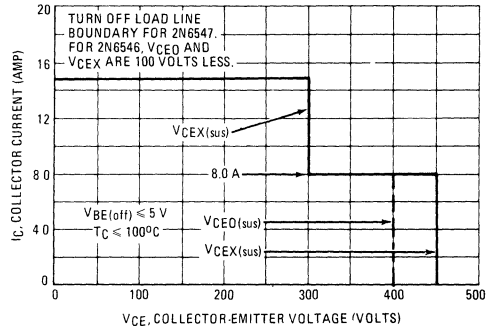 TURN OFF LOAD LINE
BOUNDARY FOR 2N6547.
FOR 2N6546, VCEO AND
VCEX ARE 100 VOLTS LESS.
20
16
12
8 0
4 0
0
IC, COLLECTOR CURRENT (AMP)
VCEX(sus)
8.0 A
VBE(off) ≤ 5 V
TC ≤ 100°C
VCEO(sus)
VCEX(sus)
0 100 200 300 400 500
VCE, COLLECTOR-EMITTER VOLTAGE (VOLTS)